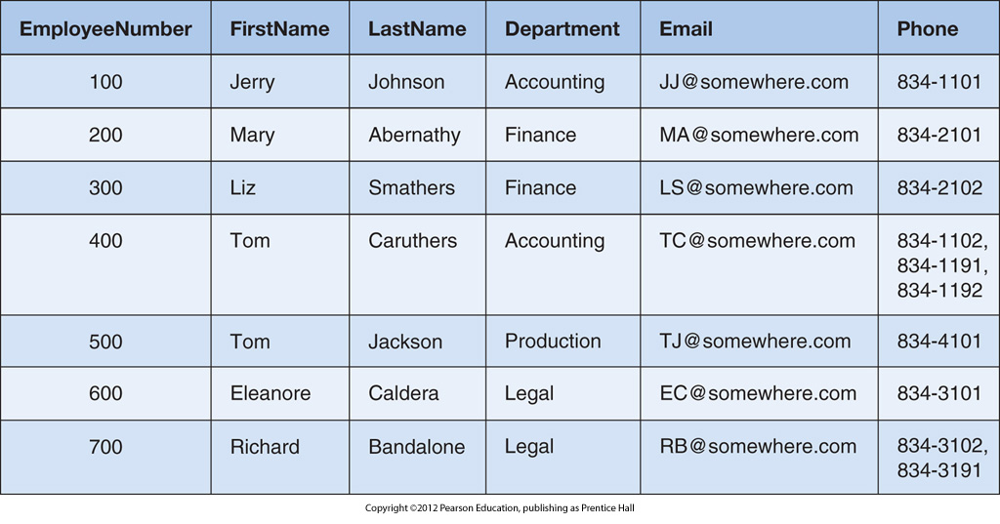 EmployeeNumber FirstName LastName Department Email Phone
100 Jerry Johnson Accounting JJ@somewhere.com 834-1101
200 Mary Abernathy Finance MA@somewhere.com 834-2101
300 Liz Smathers Finance LS@somewhere.com 834-2102
400 Tom Caruthers Accounting TC@somewhere.com 834-1102,
834-1191,
834-1192
500 Tom Jackson Production TJ@somewhere.com 834-4101
600 Eleanore Caldera Legal EC@somewhere.com 834-3101
700 Richard Bandalone Legal RB@somewhere.com 834-3102,
834-3191
Copyright ©2012 Pearson Education, publishing as Prentice Hall